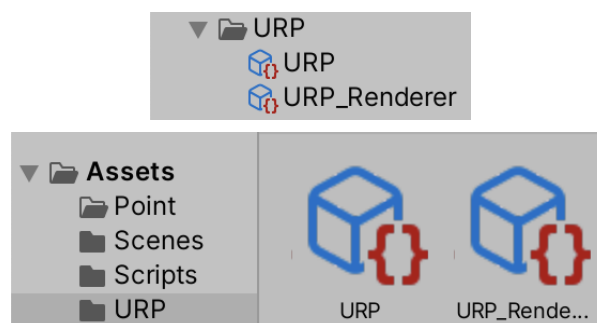 URP
URP
URP_Renderer
Assets
Point
Scenes
Scripts
URP
URP
URP_Rende...